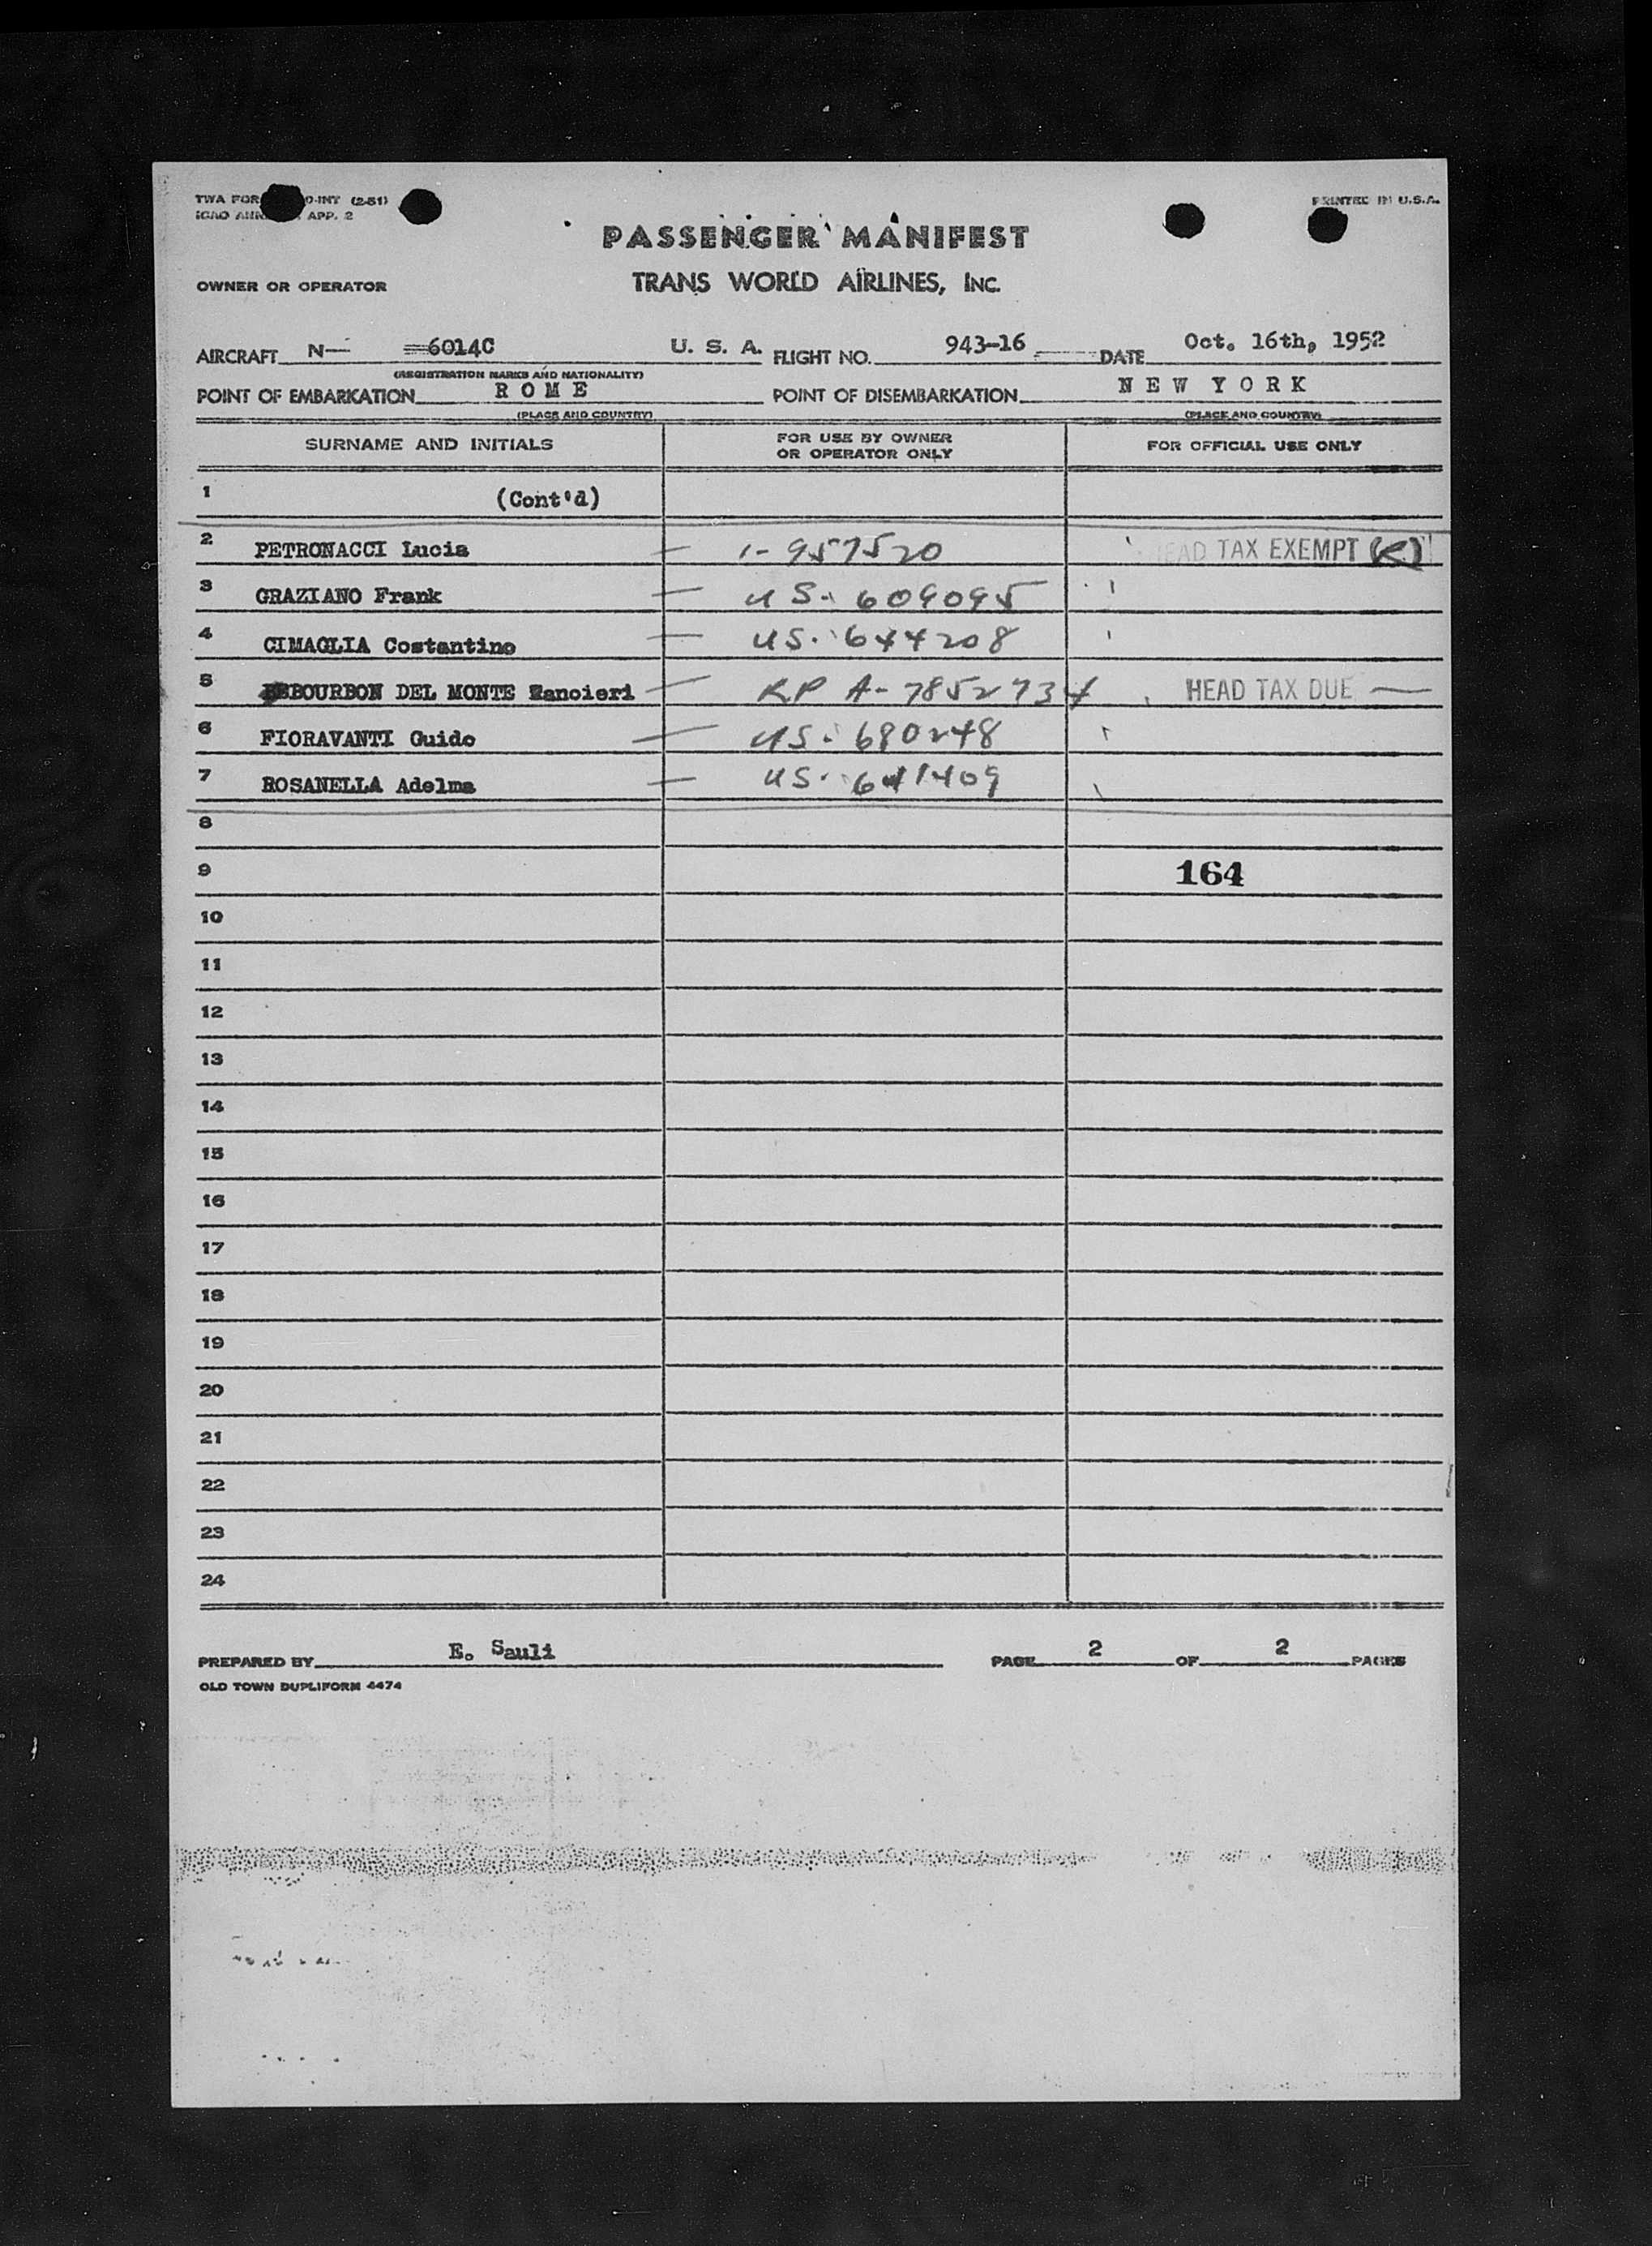 PRINTED IN U.S.A.
APP. 2
PASSENGER MANIFEST
OWNER OR OPERATOR TRANS WORLD AIRLINES, INC.
AIRCRAFT N— 6014C U. S. A. FLIGHT NO. 943-16 DATE Oct. 16th, 1952
(REGISTRATION MARKS AND NATIONALITY)
POINT OF EMBARKATION R O M E POINT OF DISEMBARKATION N E W Y O R K
(PLACE AND COUNTRY) (PLACE AND COUNTRY)
SURNAME AND INITIALS FOR USE BY OWNER OR OPERATOR ONLY FOR OFFICIAL USE ONLY
1 (Cont'd)
2 PETRONACCI Lucia — 1-957520 HEAD TAX EXEMPT (K)
3 GRAZIANO Frank — US. 609095
4 CIMAGLIA Costantino — US. 644208
5 BOURBON DEL MONTE — RP A-7852734 HEAD TAX DUE —
6 FIORAVANTI Guido — US. 680248
7 ROSANELLA Adelma — US. 641409
8
9 164
10
11
12
13
14
15
16
17
18
19
20
21
22
23
24
PREPARED BY E. Sauli PAGE 2 OF 2 PAGES
OLD TOWN DUPLIFORM 4474